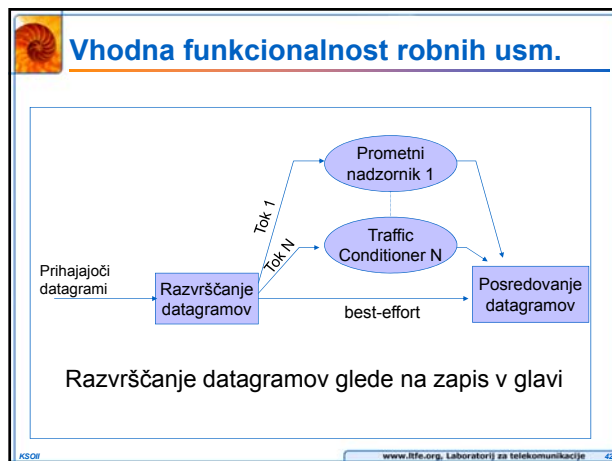 Vhodna funkcionalnost robnih usm.
Prometni
nadzornik 1
Tok 1
Tok N
Traffic
Conditioner N
Prihajajoči
datagrami
Razvrščanje
datagramov
best-effort
Posredovanje
datagramov
Razvrščanje datagramov glede na zapis v glavi
KSOII
www.ltfe.org, Laboratorij za telekomunikacije